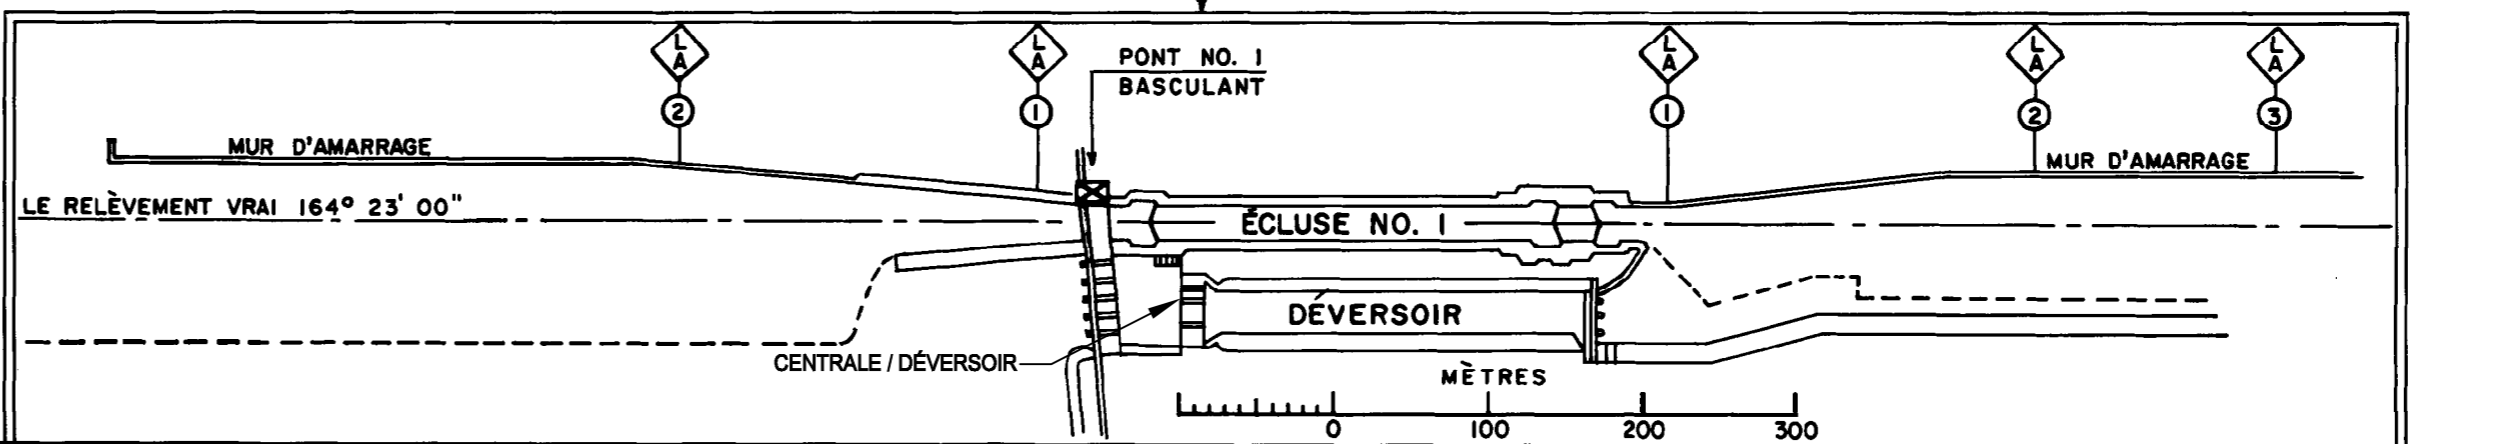 L
A
2
L
A
1
PONT NO. 1
BASCULANT
L
A
1
L
A
2
L
A
3
MUR D'AMARRAGE
MUR D'AMARRAGE
LE RELÈVEMENT VRAI 164° 23' 00"
ÉCLUSE NO. 1
DÉVERSOIR
CENTRALE / DÉVERSOIR
MÈTRES
0 100 200 300